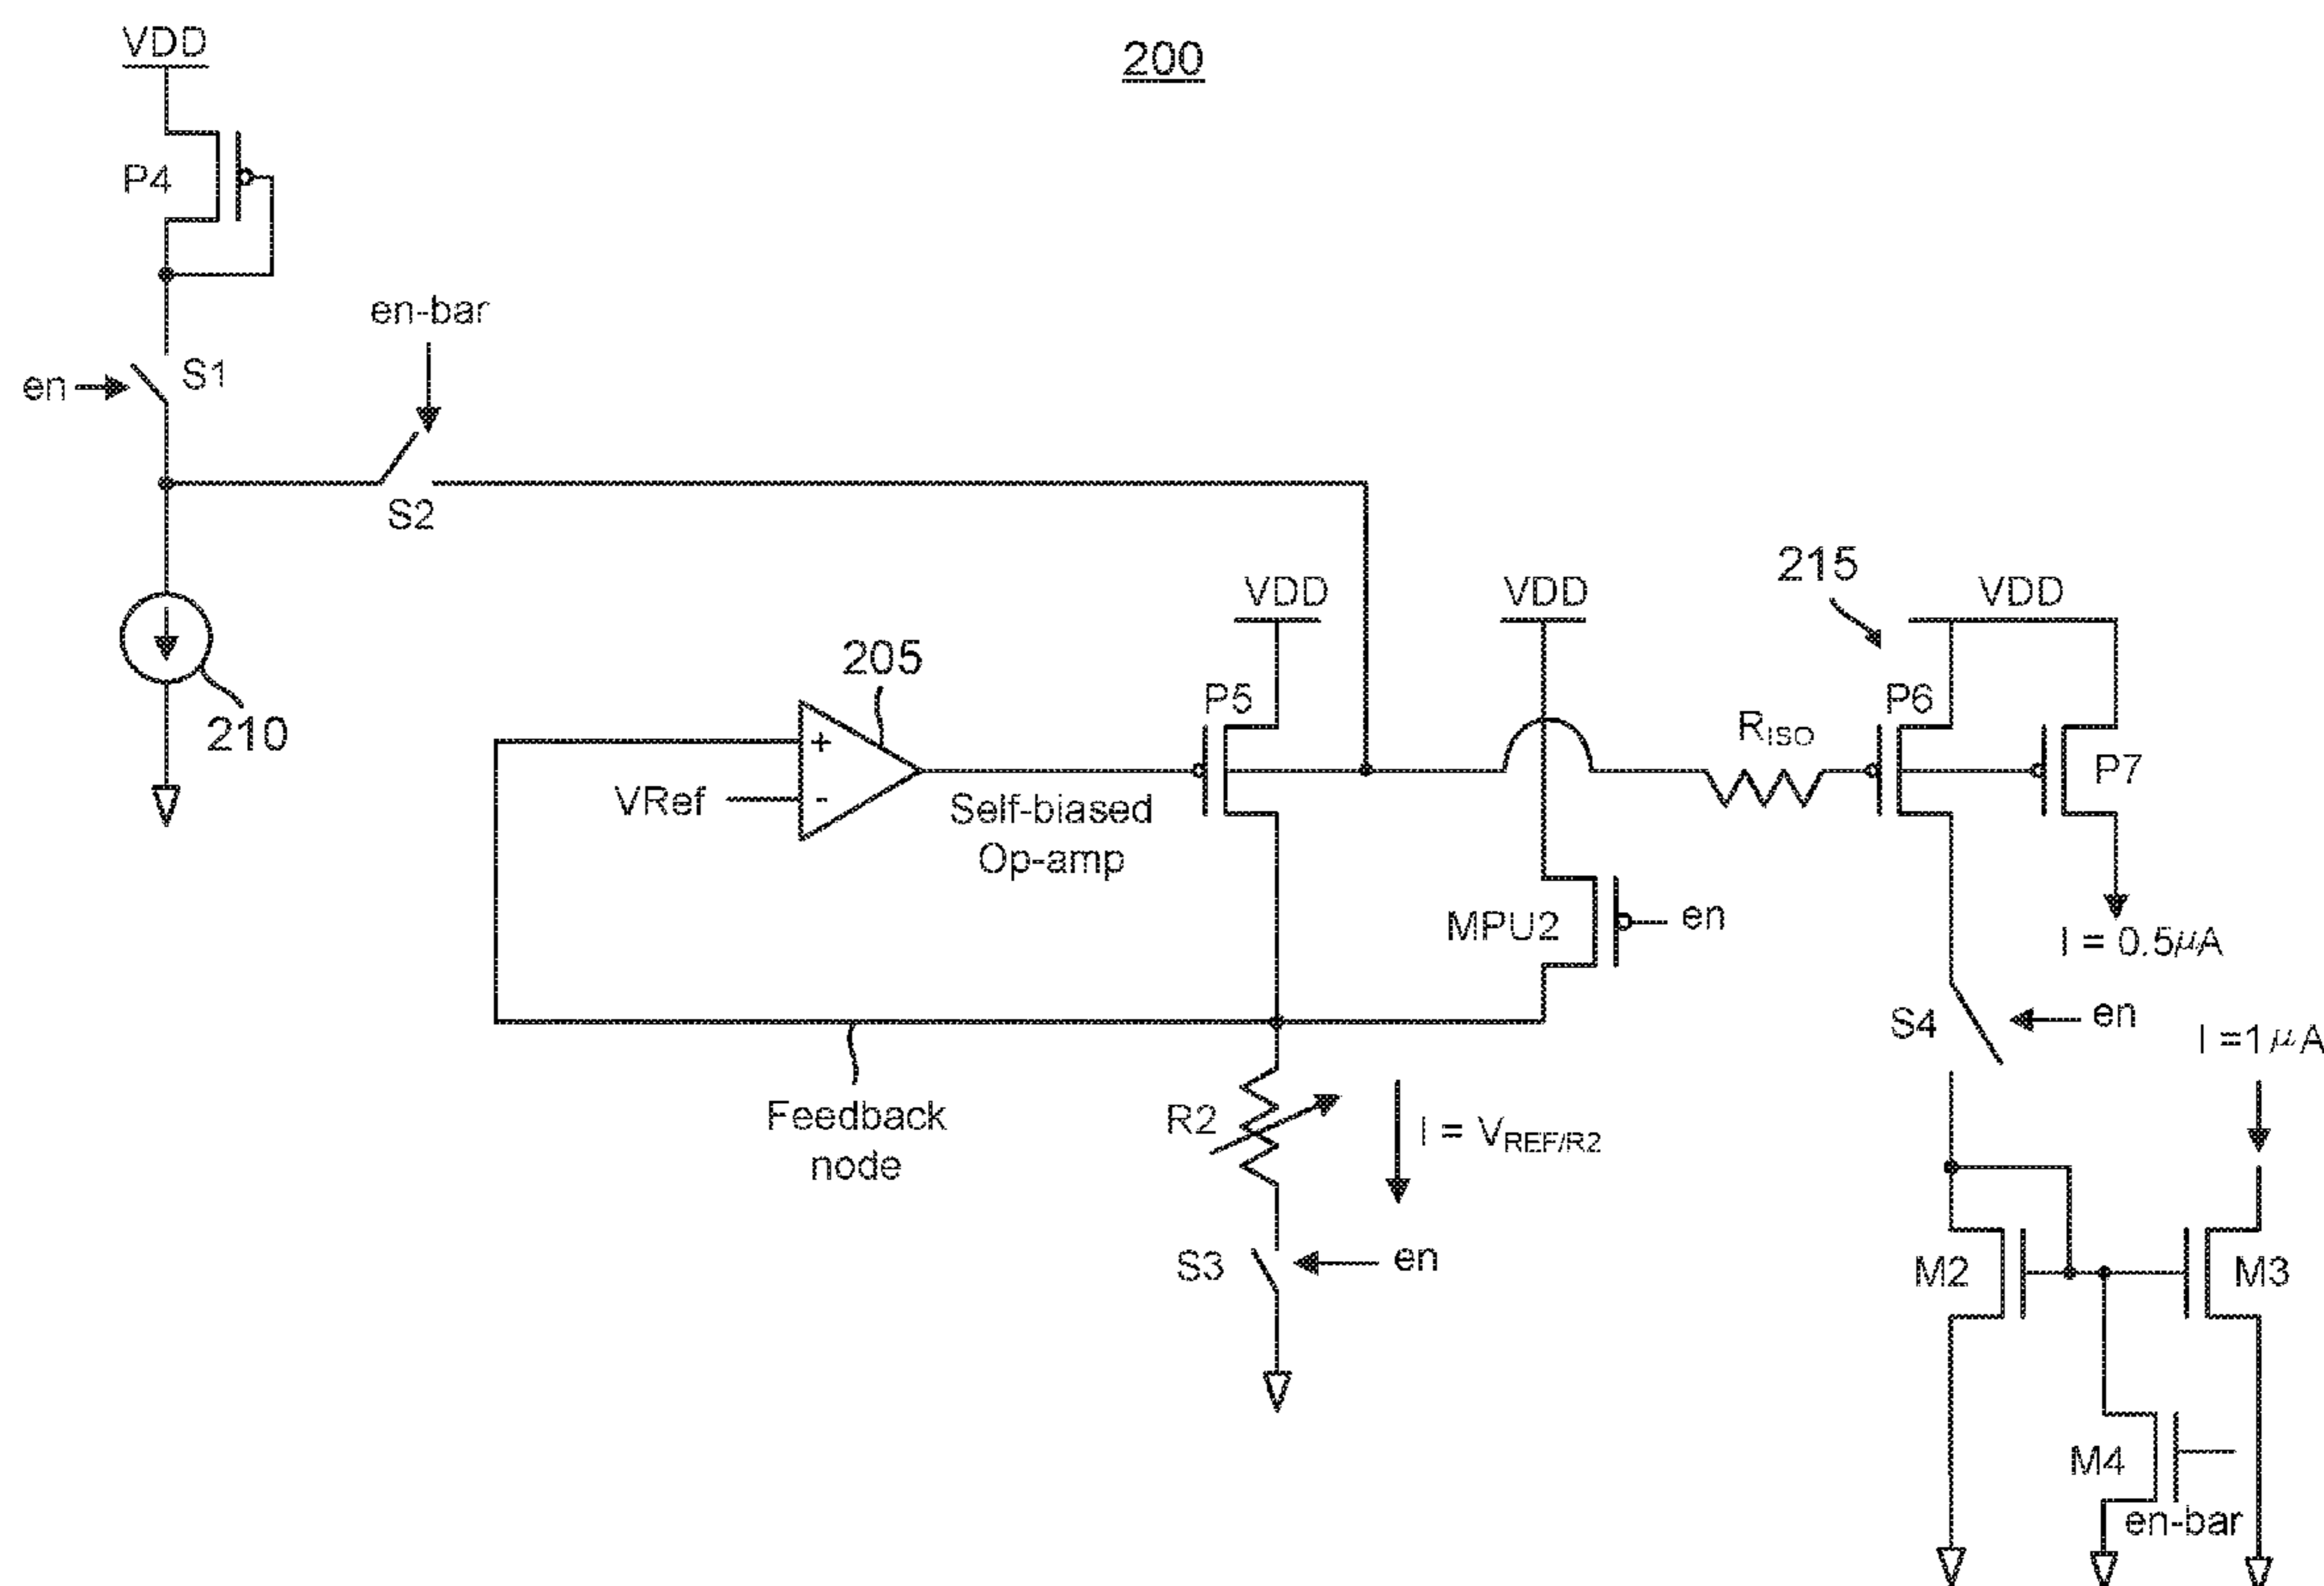 200
VDD
P4
en-bar
en
S1
S2
210
VDD
VDD
215
VDD
205
P5
P6
RISO
P7
+
VRef
-
Self-biased
Op-amp
MPU2
en
I = 0.5μA
S4
en
I =1μA
Feedback
node
R2
I = VREF/R2
S3
en
M2
M3
M4
en-bar